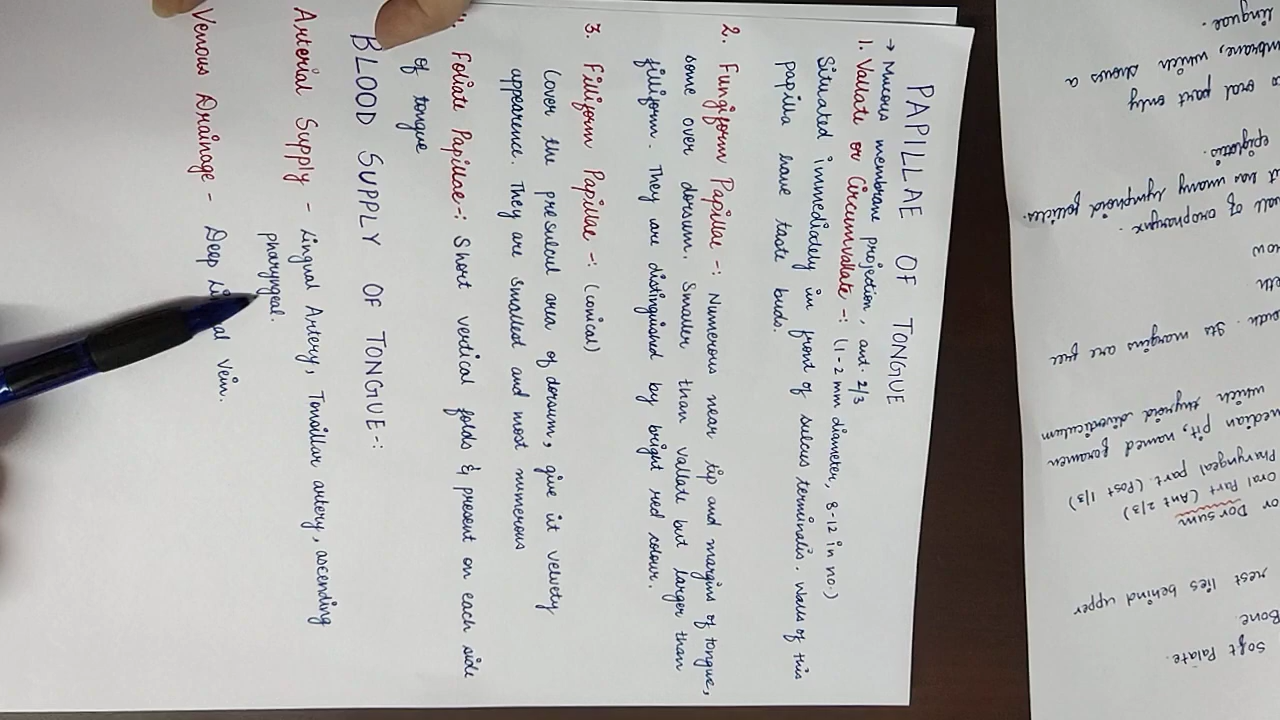 PAPILLAE OF TONGUE
→ Mucous membrane projection, ant. 2/3
1. Vallate or Circumvallate -: (1-2 mm diameter, 8-12 in no.)
Situated immediately in front of sulcus terminalis. Walls of this
papilla have taste buds.
2. Fungiform Papillae -: Numerous near tip and margins of tongue,
some over dorsum. Smaller than vallate but larger than
filiform. They are distinguished by bright red colour.
3. Filiform Papillae -: (conical)
Cover the presulcul area of dorsum, give it velvety
appearence. They are smallest and most numerous
Foliate Papillae -: Short vertical folds & present on each side
of tongue
BLOOD SUPPLY OF TONGUE -:
Arterial Supply - Lingual Artery, Tonsillar artery, ascending
pharyngeal.
Venous Drainage - Deep vein.
Soft Palate.
Bone.
rest lies behind upper
or Dorsum
Oral Part (Ant 2/3)
Pharyngeal part (Post 1/3)
median pit, named foramen
which thyroid diverticulum
Its margins are free
wall of oropharynx.
it has many lymphoid follicles.
epiglottis.
oral part only
which shows a
linguae.